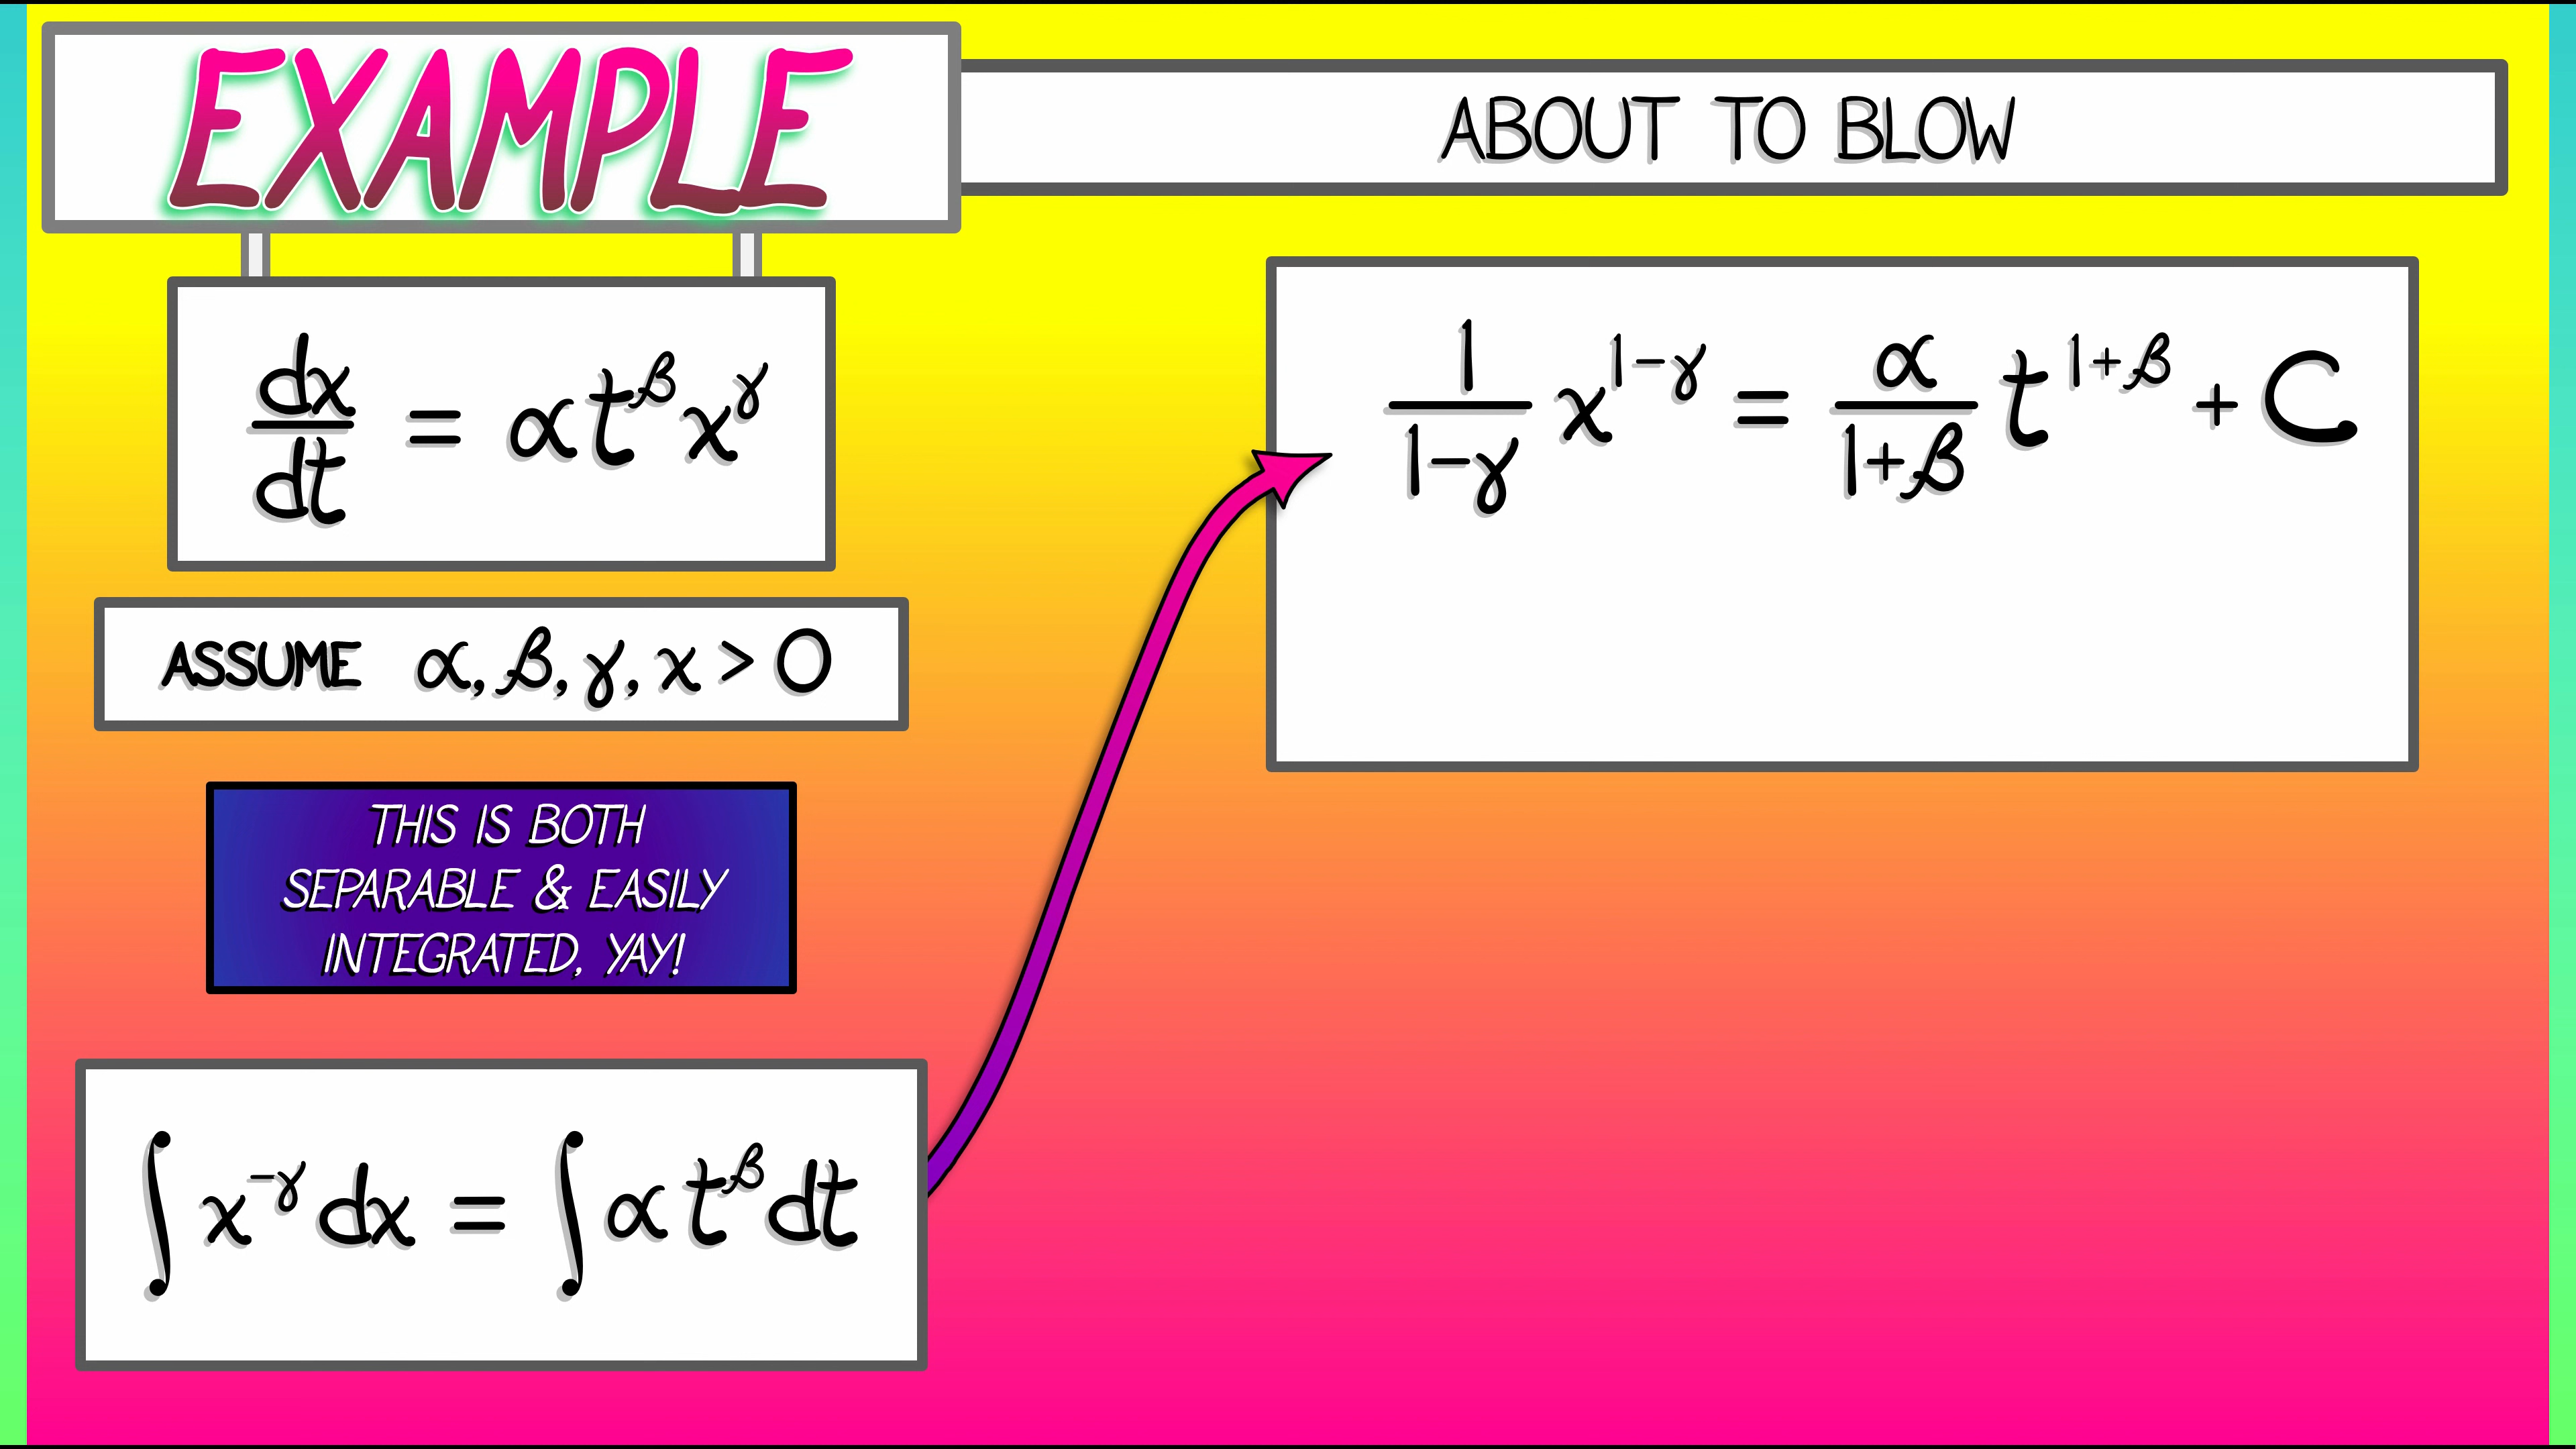 EXAMPLE
ABOUT TO BLOW
dx/dt = αt^β x^γ
ASSUME α, β, γ, x > 0
THIS IS BOTH
SEPARABLE & EASILY
INTEGRATED, YAY!
∫ x^−γ dx = ∫ α t^β dt
1/(1−γ) x^(1−γ) = α/(1+β) t^(1+β) + C